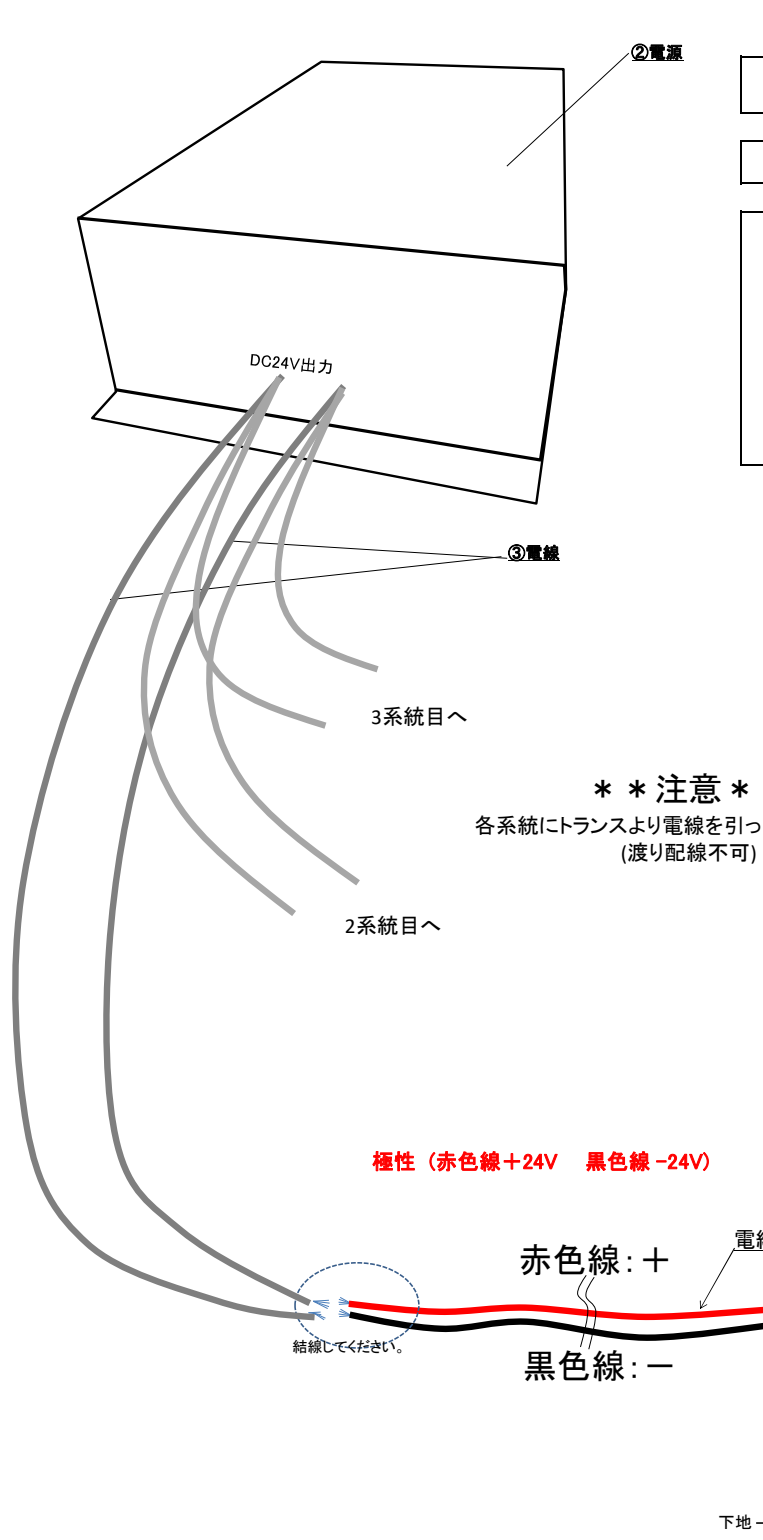 ②電源
DC24V出力
③電線
3系統目へ
＊＊注意＊
各系統にトランスより電線を引っ
(渡り配線不可)
2系統目へ
極性（赤色線＋24V　黒色線－24V）
電線
赤色線：＋
結線してください。
黒色線：－
下地－